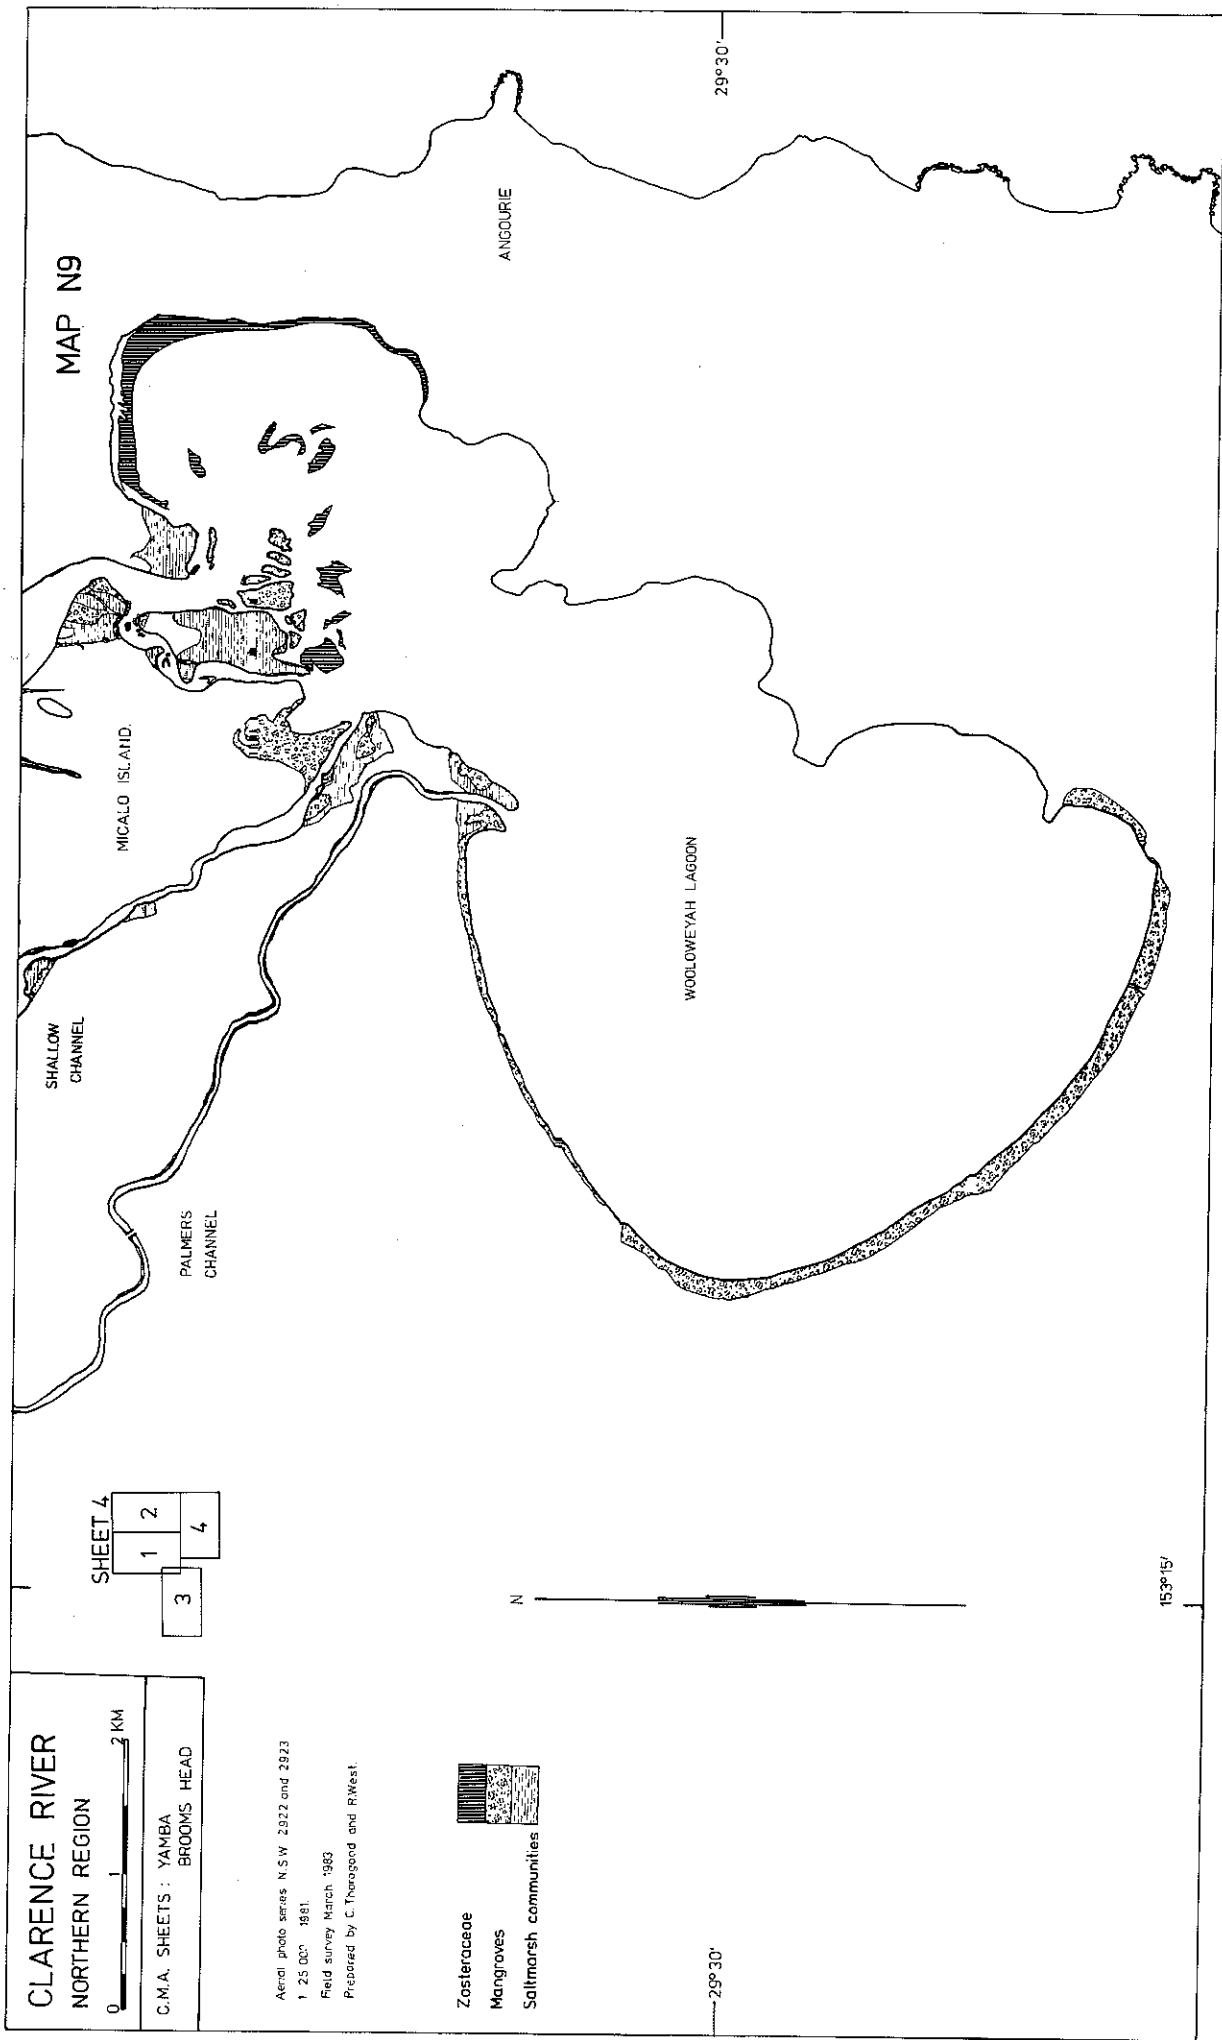 CLARENCE RIVER
NORTHERN REGION
0 1 2 KM
C.M.A. SHEETS : YAMBA
BROOMS HEAD
SHEET 4
1 2
3
4
MAP N9
Aerial photo series N.S.W 2922 and 2923
1 25 000 1981.
Field survey March 1983
Prepared by C.Thorogood and R.West.
Zosteraceae
Mangroves
Saltmarsh communities
N
SHALLOW
CHANNEL
MICALO ISLAND.
PALMERS
CHANNEL
ANGOURIE
WOOLOWEYAH LAGOON
29°30'
29°30'
153°15'